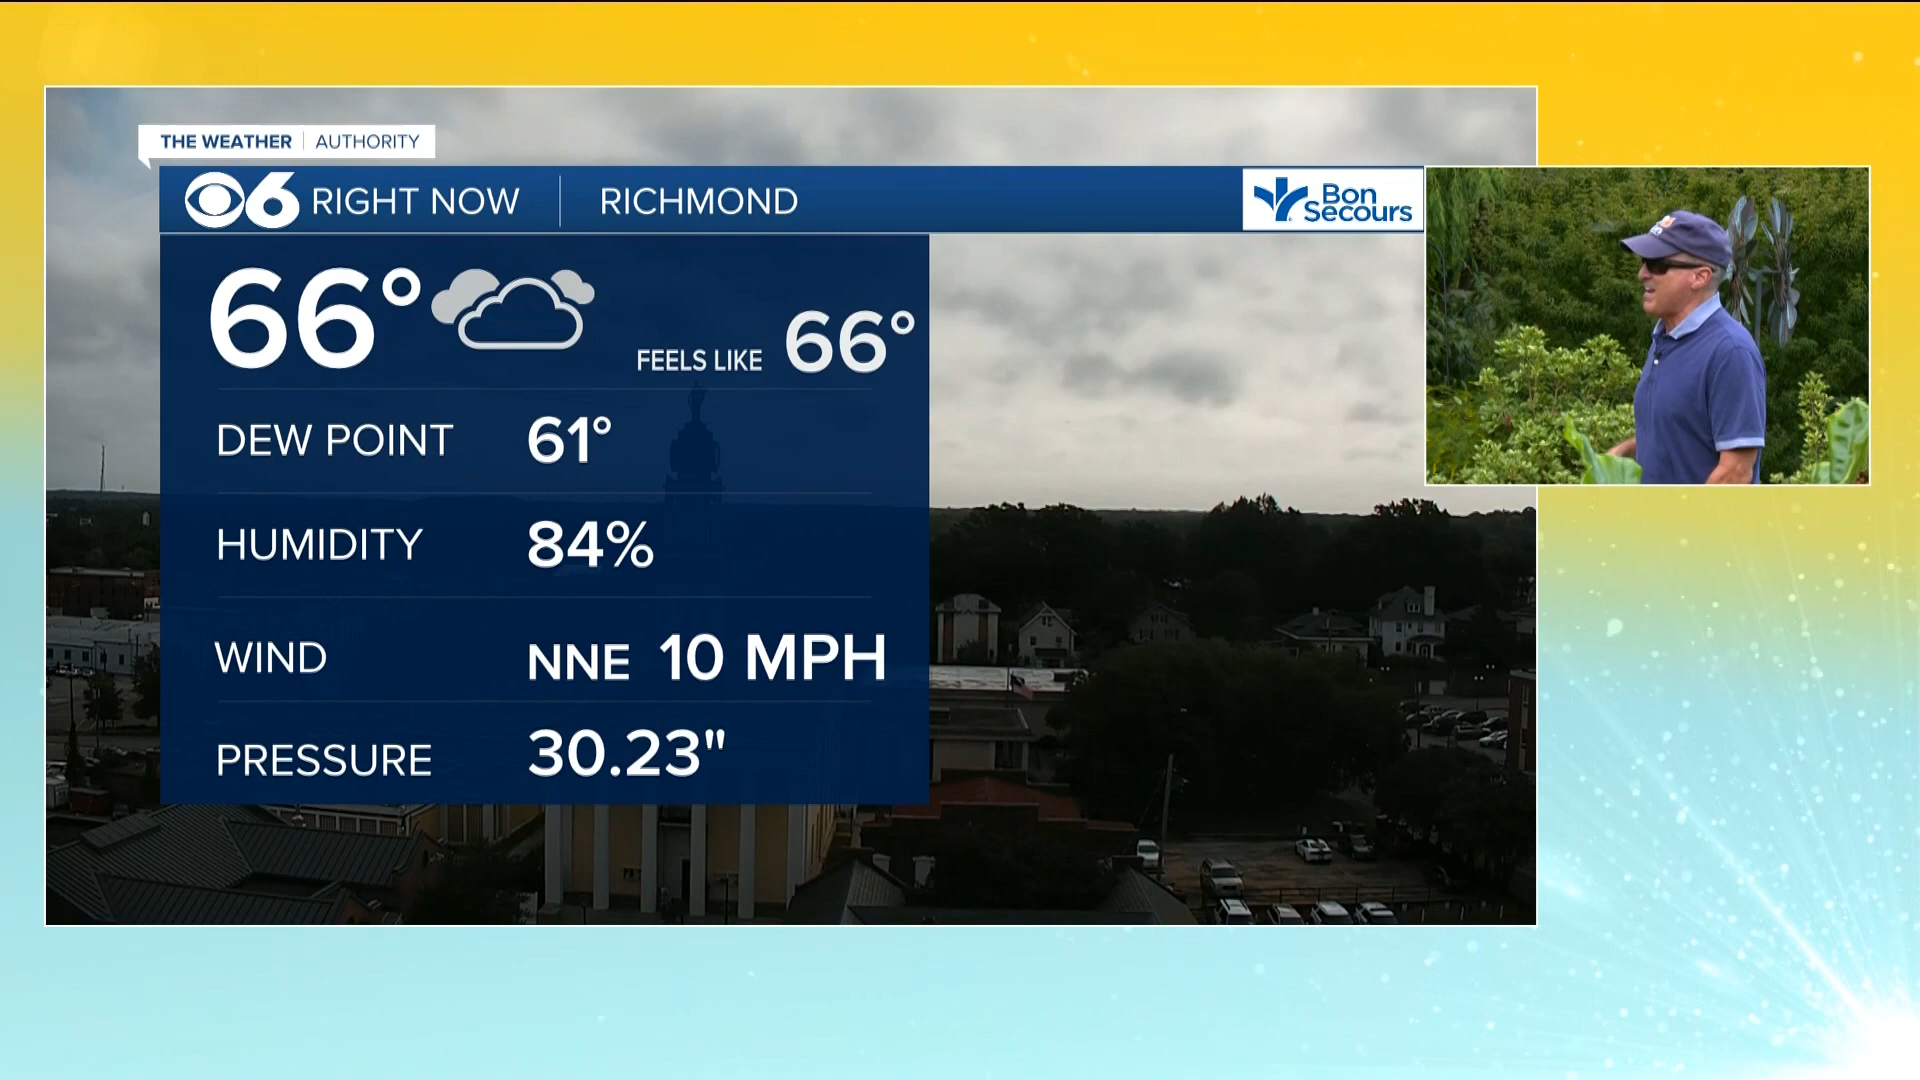 THE WEATHER | AUTHORITY
6 RIGHT NOW | RICHMOND
Bon
Secours
66°
FEELS LIKE 66°
DEW POINT 61°
HUMIDITY 84%
WIND NNE 10 MPH
PRESSURE 30.23"